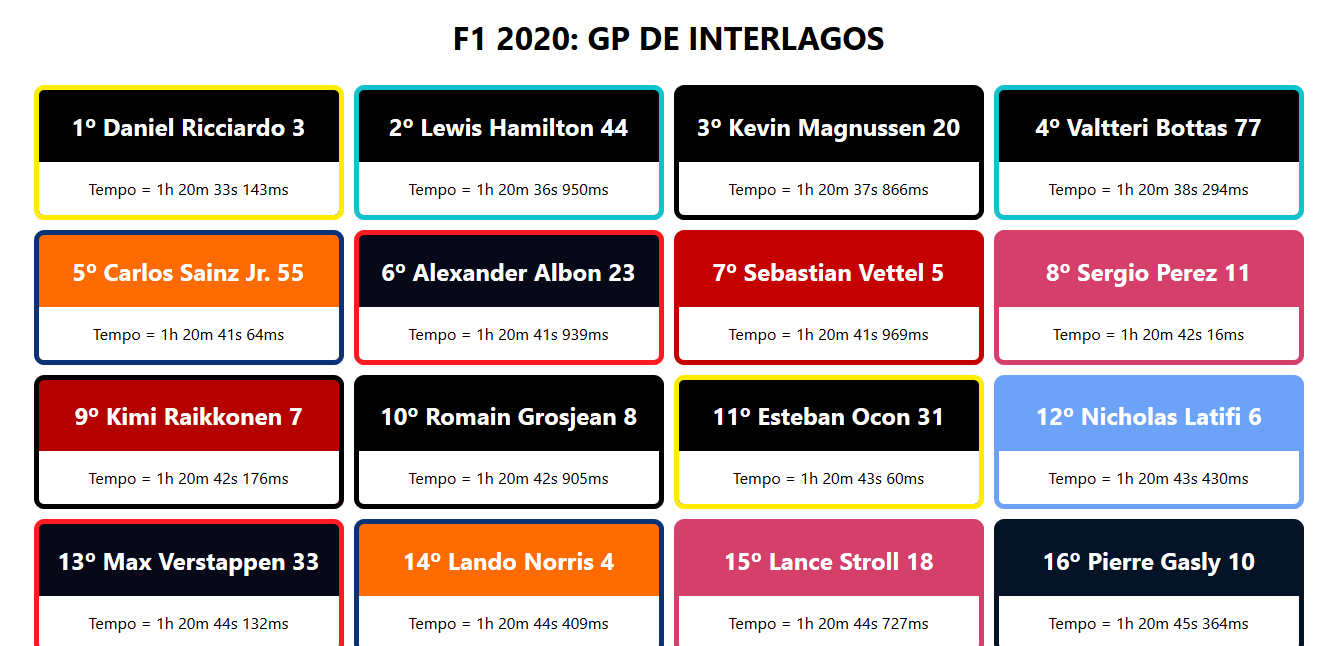 F1 2020: GP DE INTERLAGOS
1º Daniel Ricciardo 3
Tempo = 1h 20m 33s 143ms
2º Lewis Hamilton 44
Tempo = 1h 20m 36s 950ms
3º Kevin Magnussen 20
Tempo = 1h 20m 37s 866ms
4º Valtteri Bottas 77
Tempo = 1h 20m 38s 294ms
5º Carlos Sainz Jr. 55
Tempo = 1h 20m 41s 64ms
6º Alexander Albon 23
Tempo = 1h 20m 41s 939ms
7º Sebastian Vettel 5
Tempo = 1h 20m 41s 969ms
8º Sergio Perez 11
Tempo = 1h 20m 42s 16ms
9º Kimi Raikkonen 7
Tempo = 1h 20m 42s 176ms
10º Romain Grosjean 8
Tempo = 1h 20m 42s 905ms
11º Esteban Ocon 31
Tempo = 1h 20m 43s 60ms
12º Nicholas Latifi 6
Tempo = 1h 20m 43s 430ms
13º Max Verstappen 33
Tempo = 1h 20m 44s 132ms
14º Lando Norris 4
Tempo = 1h 20m 44s 409ms
15º Lance Stroll 18
Tempo = 1h 20m 44s 727ms
16º Pierre Gasly 10
Tempo = 1h 20m 45s 364ms